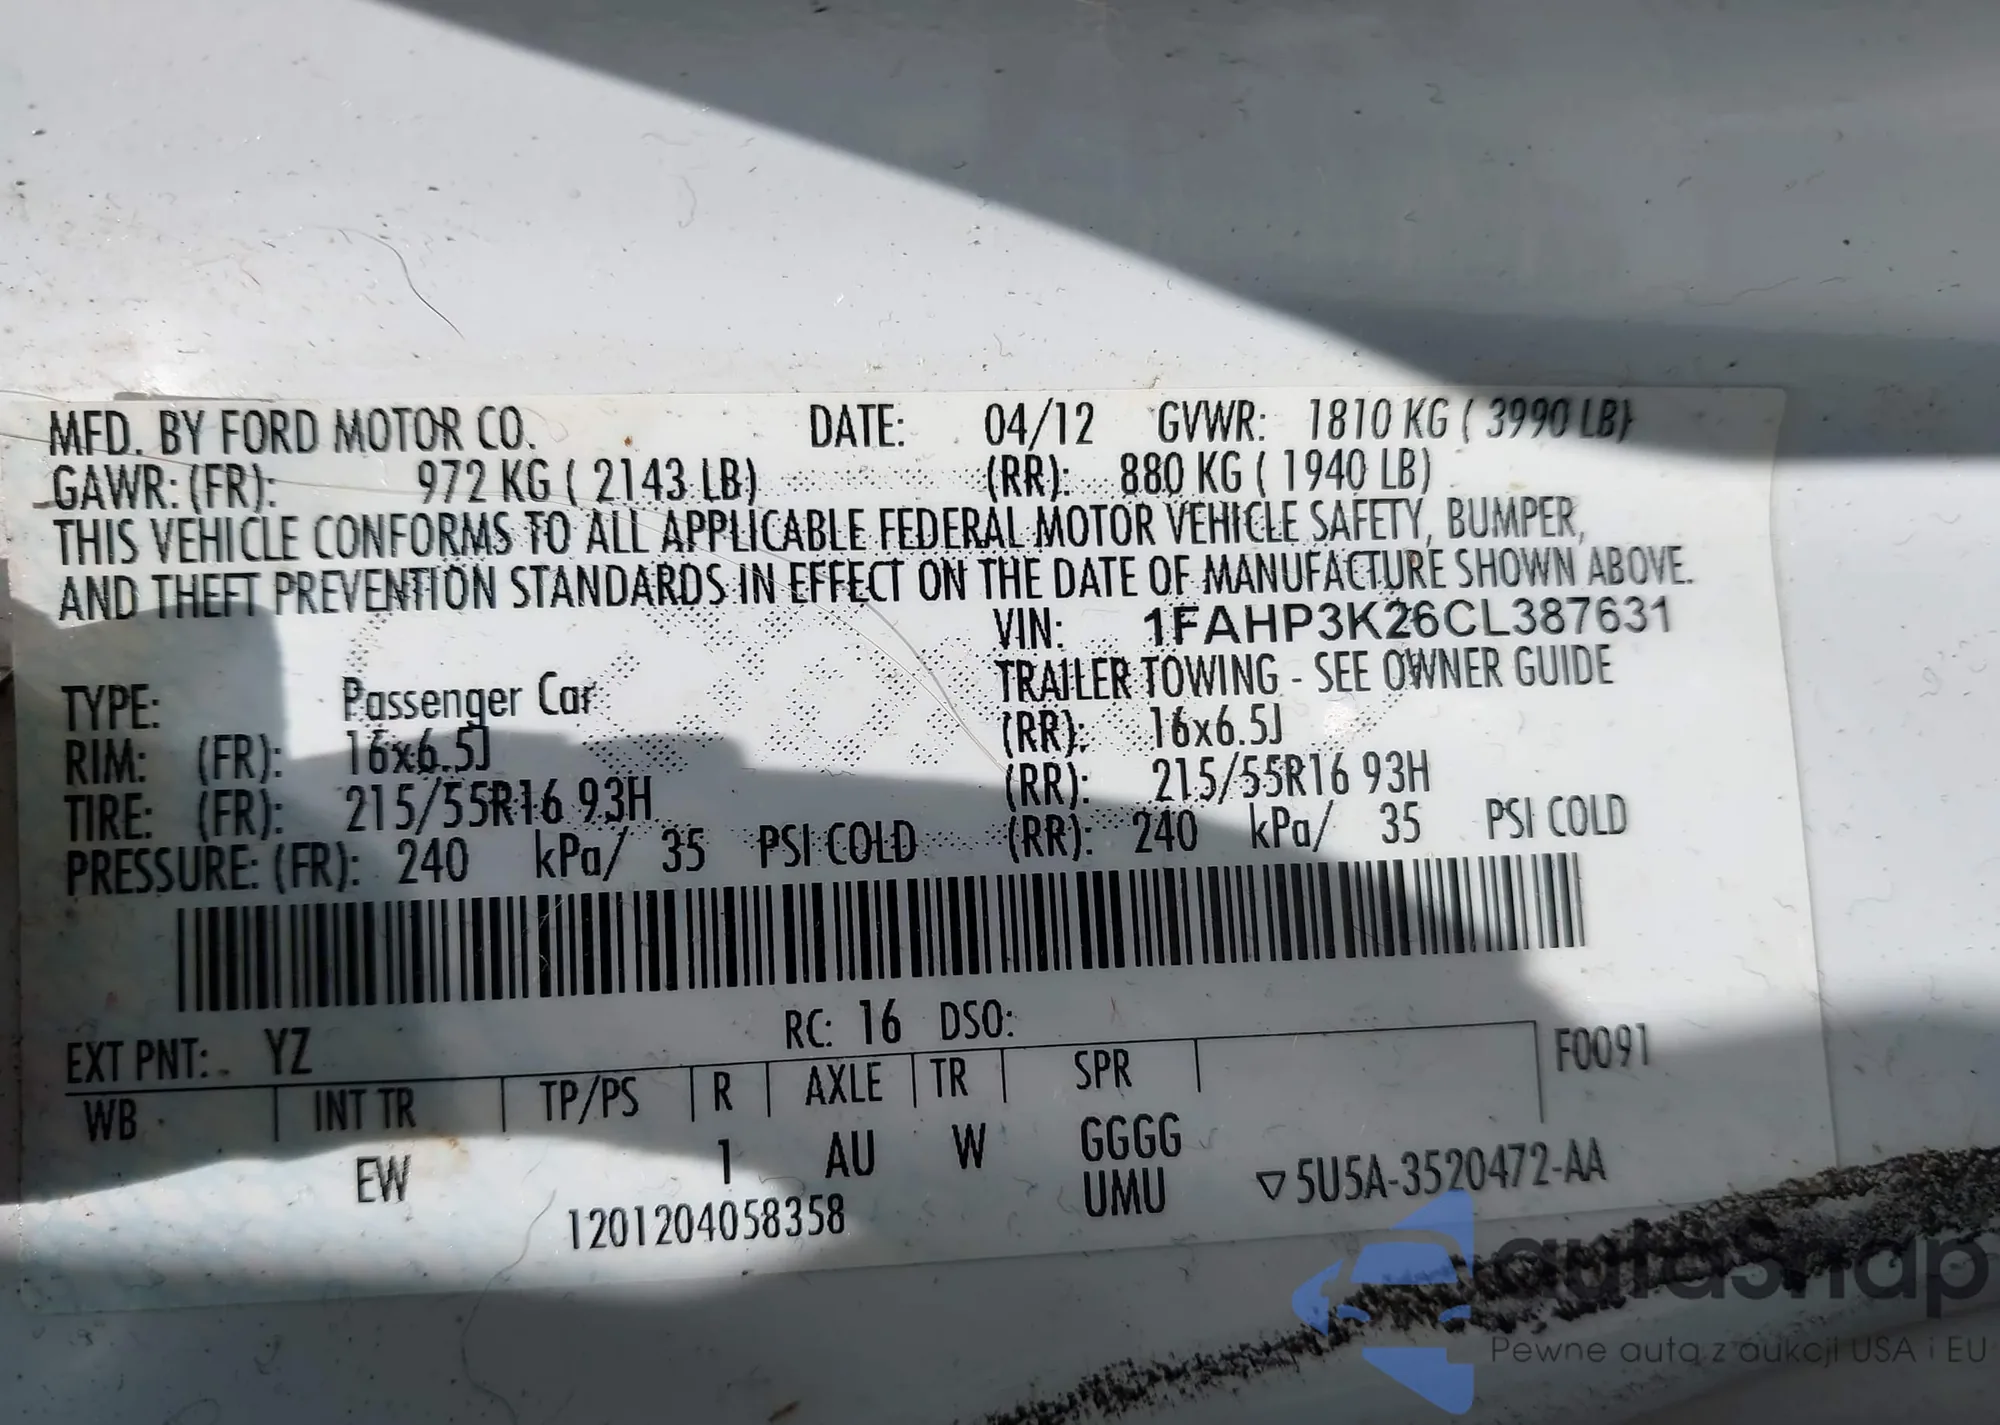 MFD. BY FORD MOTOR CO. DATE: 04/12 GVWR: 1810 KG ( 3990 LB)
GAWR: (FR): 972 KG ( 2143 LB) (RR): 880 KG ( 1940 LB)
THIS VEHICLE CONFORMS TO ALL APPLICABLE FEDERAL MOTOR VEHICLE SAFETY, BUMPER,
AND THEFT PREVENTION STANDARDS IN EFFECT ON THE DATE OF MANUFACTURE SHOWN ABOVE.
VIN: 1FAHP3K26CL387631
TYPE: Passenger Car TRAILER TOWING - SEE OWNER GUIDE
RIM: (FR): 16x6.5J (RR): 16x6.5J
TIRE: (FR): 215/55R16 93H (RR): 215/55R16 93H
PRESSURE: (FR): 240 kPa/ 35 PSI COLD (RR): 240 kPa/ 35 PSI COLD
EXT PNT: YZ RC: 16 DSO: F0091
WB INT TR TP/PS R AXLE TR SPR
EW 1 AU W GGGG
UMU ▽5U5A-3520472-AA
1201204058358
autasnap
Pewne auta z aukcji USA i EU